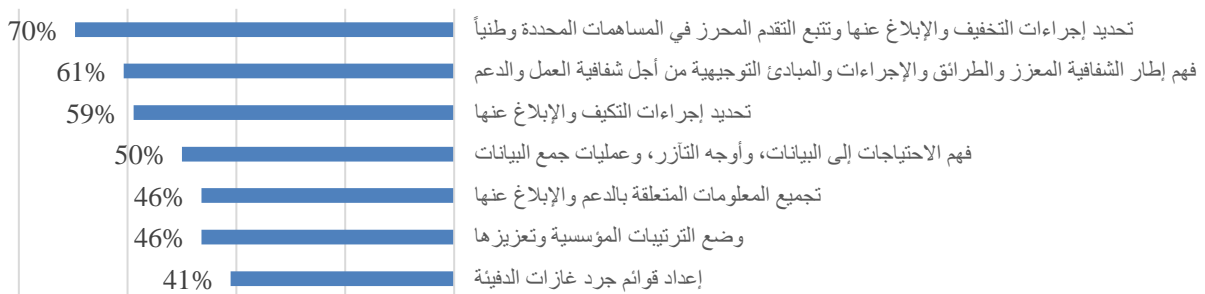 تحديد إجراءات التخفيف والإبلاغ عنها وتتبع التقدم المحرز في المساهمات المحددة وطنياً 70%
فهم إطار الشفافية المعزز والطرائق والإجراءات والمبادئ التوجيهية من أجل شفافية العمل والدعم 61%
تحديد إجراءات التكيف والإبلاغ عنها 59%
فهم الاحتياجات إلى البيانات، وأوجه التآزر، وعمليات جمع البيانات 50%
تجميع المعلومات المتعلقة بالدعم والإبلاغ عنها 46%
وضع الترتيبات المؤسسية وتعزيزها 46%
إعداد قوائم جرد غازات الدفيئة 41%